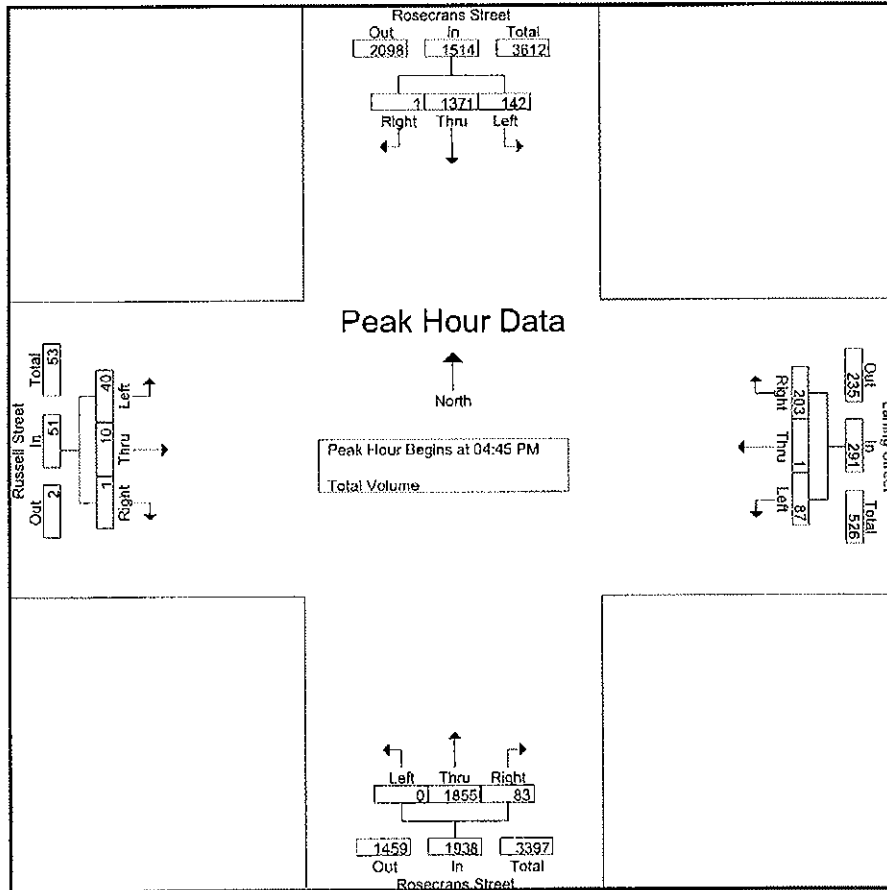 Rosecrans Street
Out In Total
2098 1514 3612
1 1371 142
Right Thru Left
Peak Hour Data
North
Peak Hour Begins at 04:45 PM
Total Volume
Russell Street
Total In Out
53 51 2
40 10 1
Left Thru Right
Right Thru Left
203 1 87
235 291 526
Out In Total
Street
Left Thru Right
0 1855 83
1459 1938 3397
Out In Total
Rosecrans Street